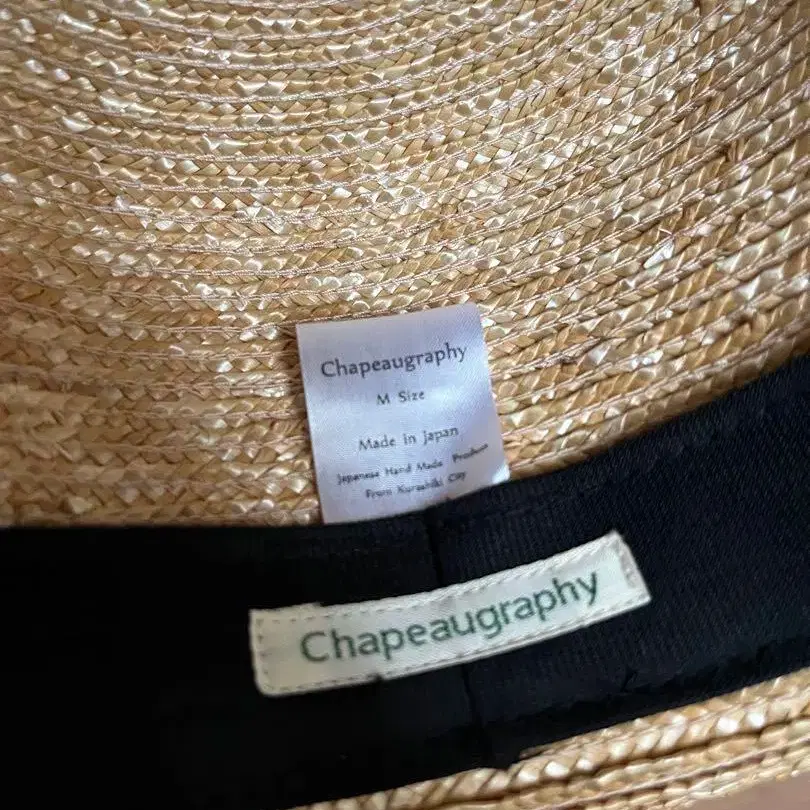 Chapeaugraphy
M Size
Made in Japan
Japanese Hand Made Products
From Kurashiki City
Chapeaugraphy